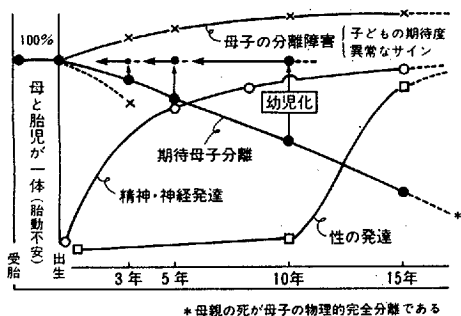 100%
母子の分離障害
子どもの期待度
異常なサイン
母と胎児が一体(胎動不安)
幼児化
期待母子分離
精神・神経発達
性の発達
受胎
出生
3年
5年
10年
15年
*
*母親の死が母子の物理的完全分離である